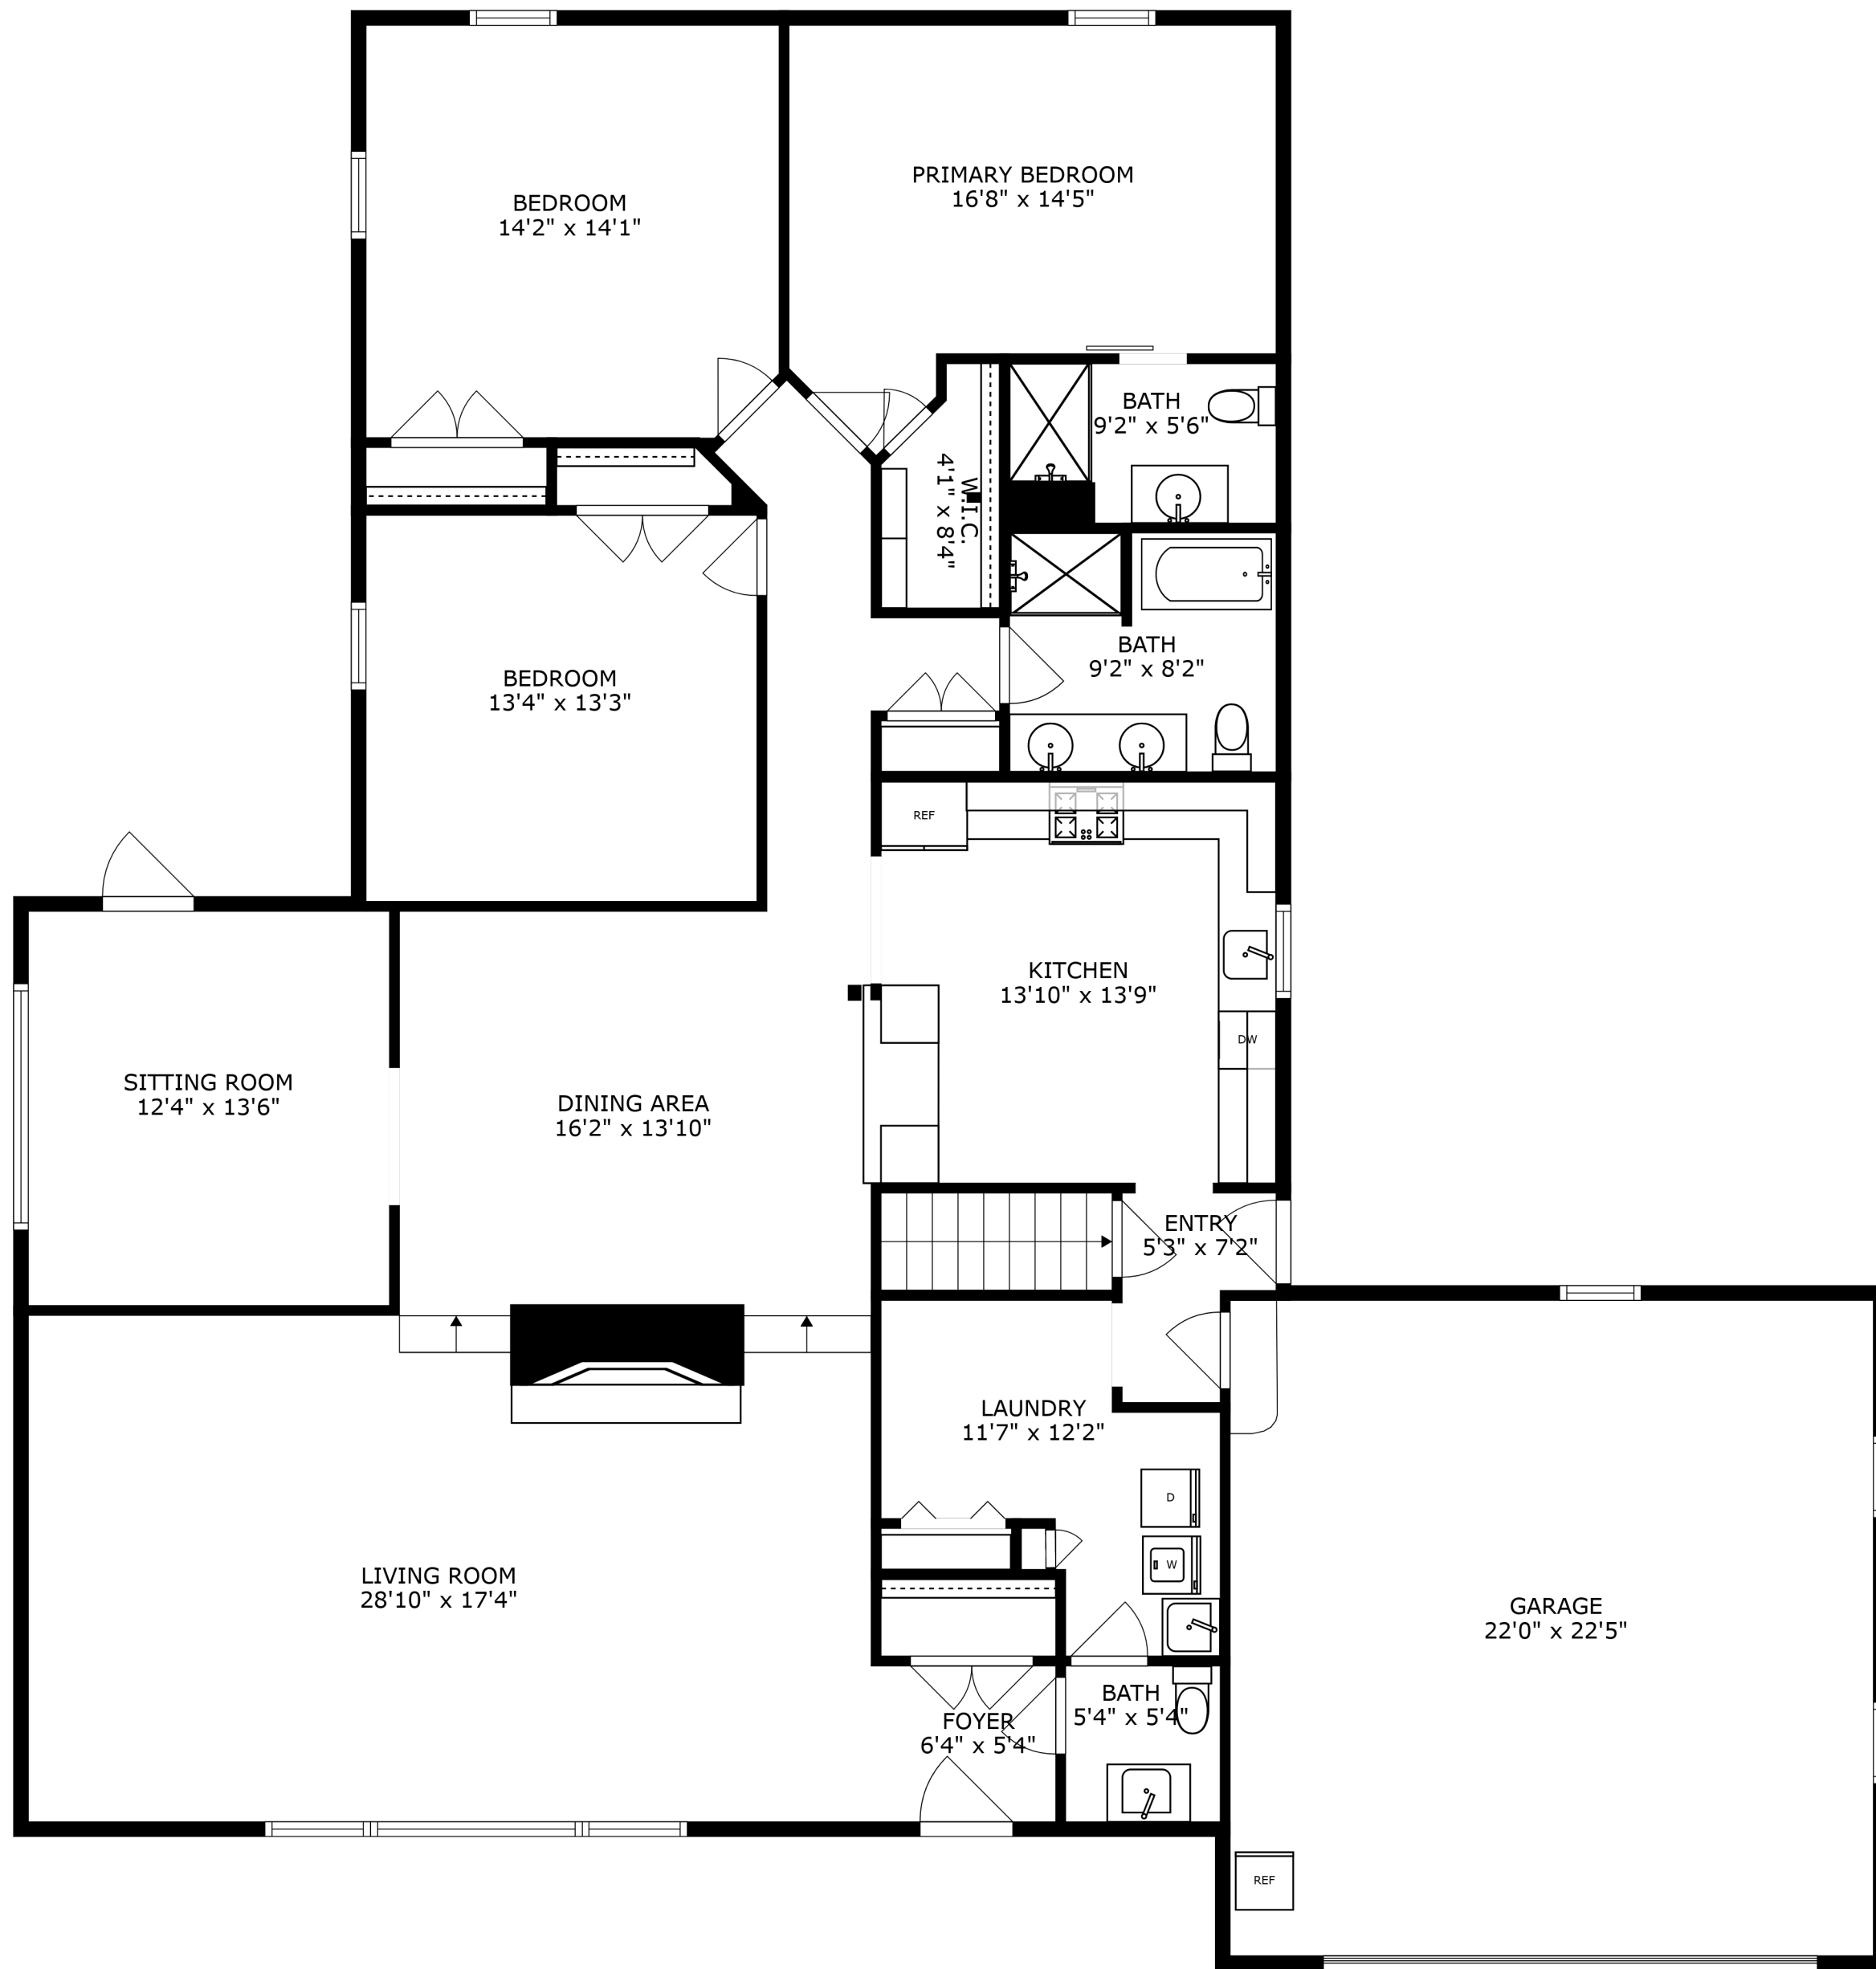 PRIMARY BEDROOM
16'8" x 14'5"
BEDROOM
14'2" x 14'1"
BATH
9'2" x 5'6"
W.I.C.
4'1" x 8'4"
BATH
9'2" x 8'2"
BEDROOM
13'4" x 13'3"
REF
KITCHEN
13'10" x 13'9"
DW
SITTING ROOM
12'4" x 13'6"
DINING AREA
16'2" x 13'10"
ENTRY
5'3" x 7'2"
LAUNDRY
11'7" x 12'2"
D
W
LIVING ROOM
28'10" x 17'4"
GARAGE
22'0" x 22'5"
BATH
5'4" x 5'4"
FOYER
6'4" x 5'4"
REF